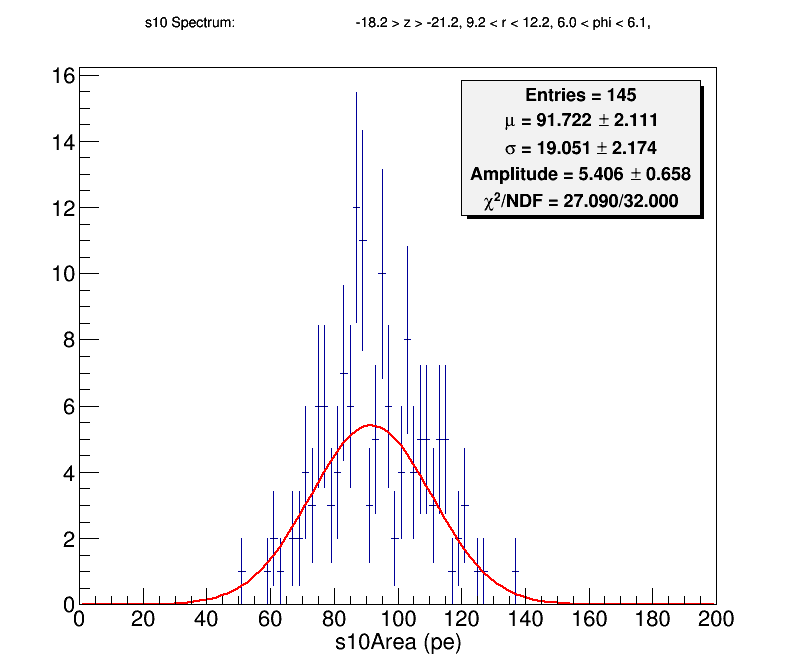 s10 Spectrum: -18.2 > z > -21.2, 9.2 < r < 12.2, 6.0 < phi < 6.1,
Entries = 145
μ = 91.722 ± 2.111
σ = 19.051 ± 2.174
Amplitude = 5.406 ± 0.658
χ²/NDF = 27.090/32.000
16
14
12
10
8
6
4
2
0
0 20 40 60 80 100 120 140 160 180 200
s10Area (pe)